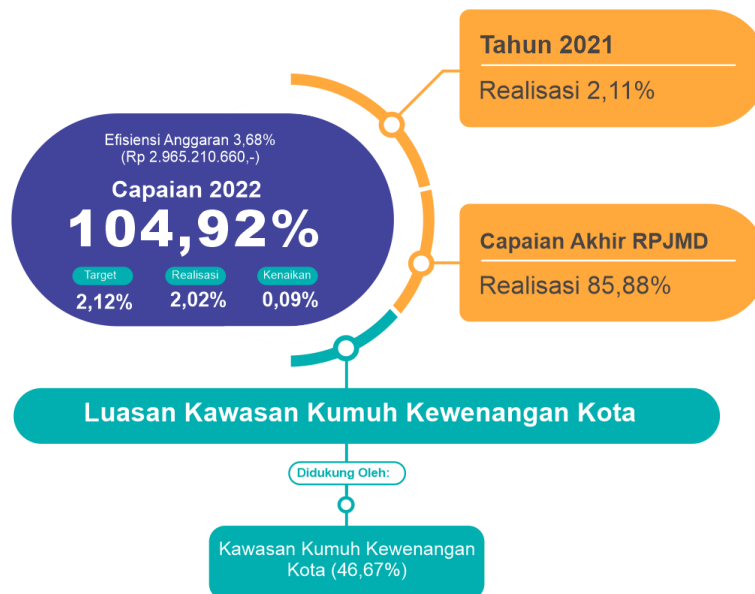 Tahun 2021
Realisasi 2,11%
Efisiensi Anggaran 3,68%
(Rp 2.965.210.660,-)
Capaian 2022
104,92%
Target Realisasi Kenaikan
2,12% 2,02% 0,09%
Capaian Akhir RPJMD
Realisasi 85,88%
Luasan Kawasan Kumuh Kewenangan Kota
Didukung Oleh:
Kawasan Kumuh Kewenangan
Kota (46,67%)